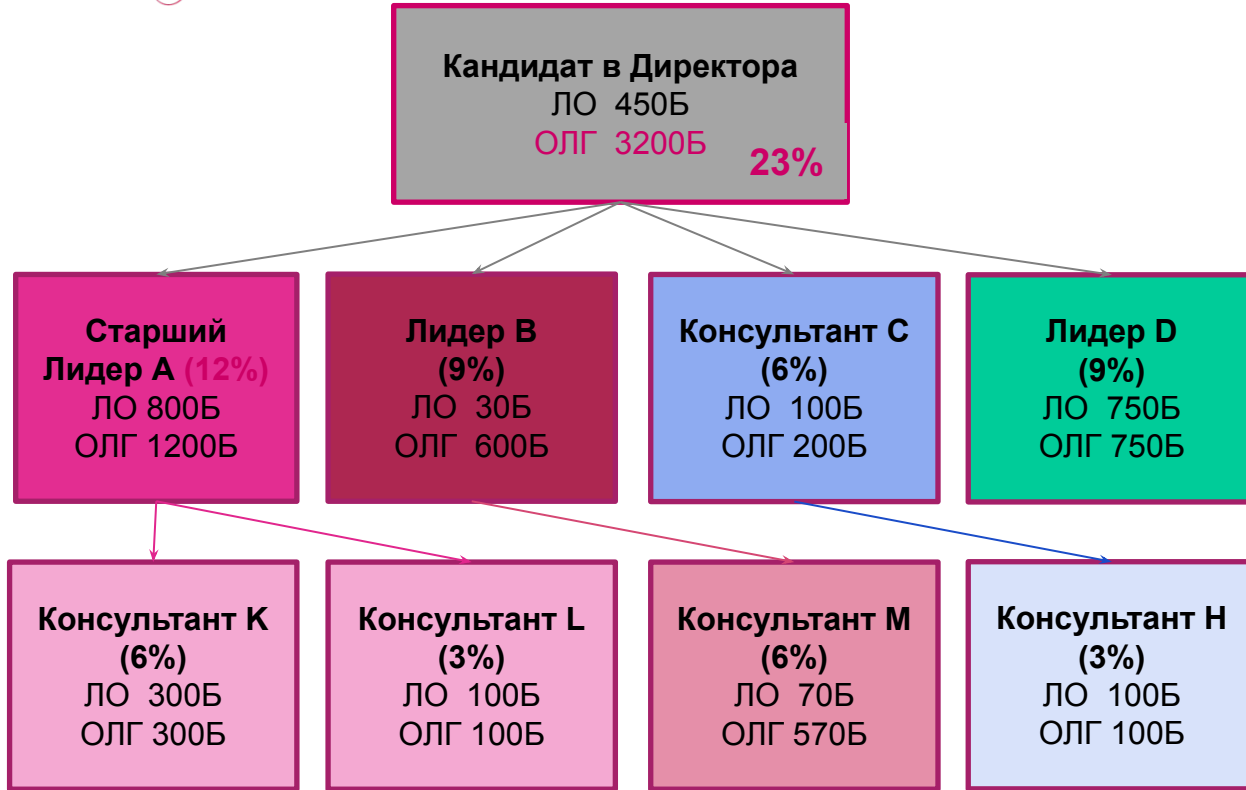 Кандидат в Директора
ЛО 450Б
ОЛГ 3200Б
23%
Старший
Лидер А (12%)
ЛО 800Б
ОЛГ 1200Б
Лидер В
(9%)
ЛО 30Б
ОЛГ 600Б
Консультант С
(6%)
ЛО 100Б
ОЛГ 200Б
Лидер D
(9%)
ЛО 750Б
ОЛГ 750Б
Консультант K
(6%)
ЛО 300Б
ОЛГ 300Б
Консультант L
(3%)
ЛО 100Б
ОЛГ 100Б
Консультант M
(6%)
ЛО 70Б
ОЛГ 570Б
Консультант H
(3%)
ЛО 100Б
ОЛГ 100Б